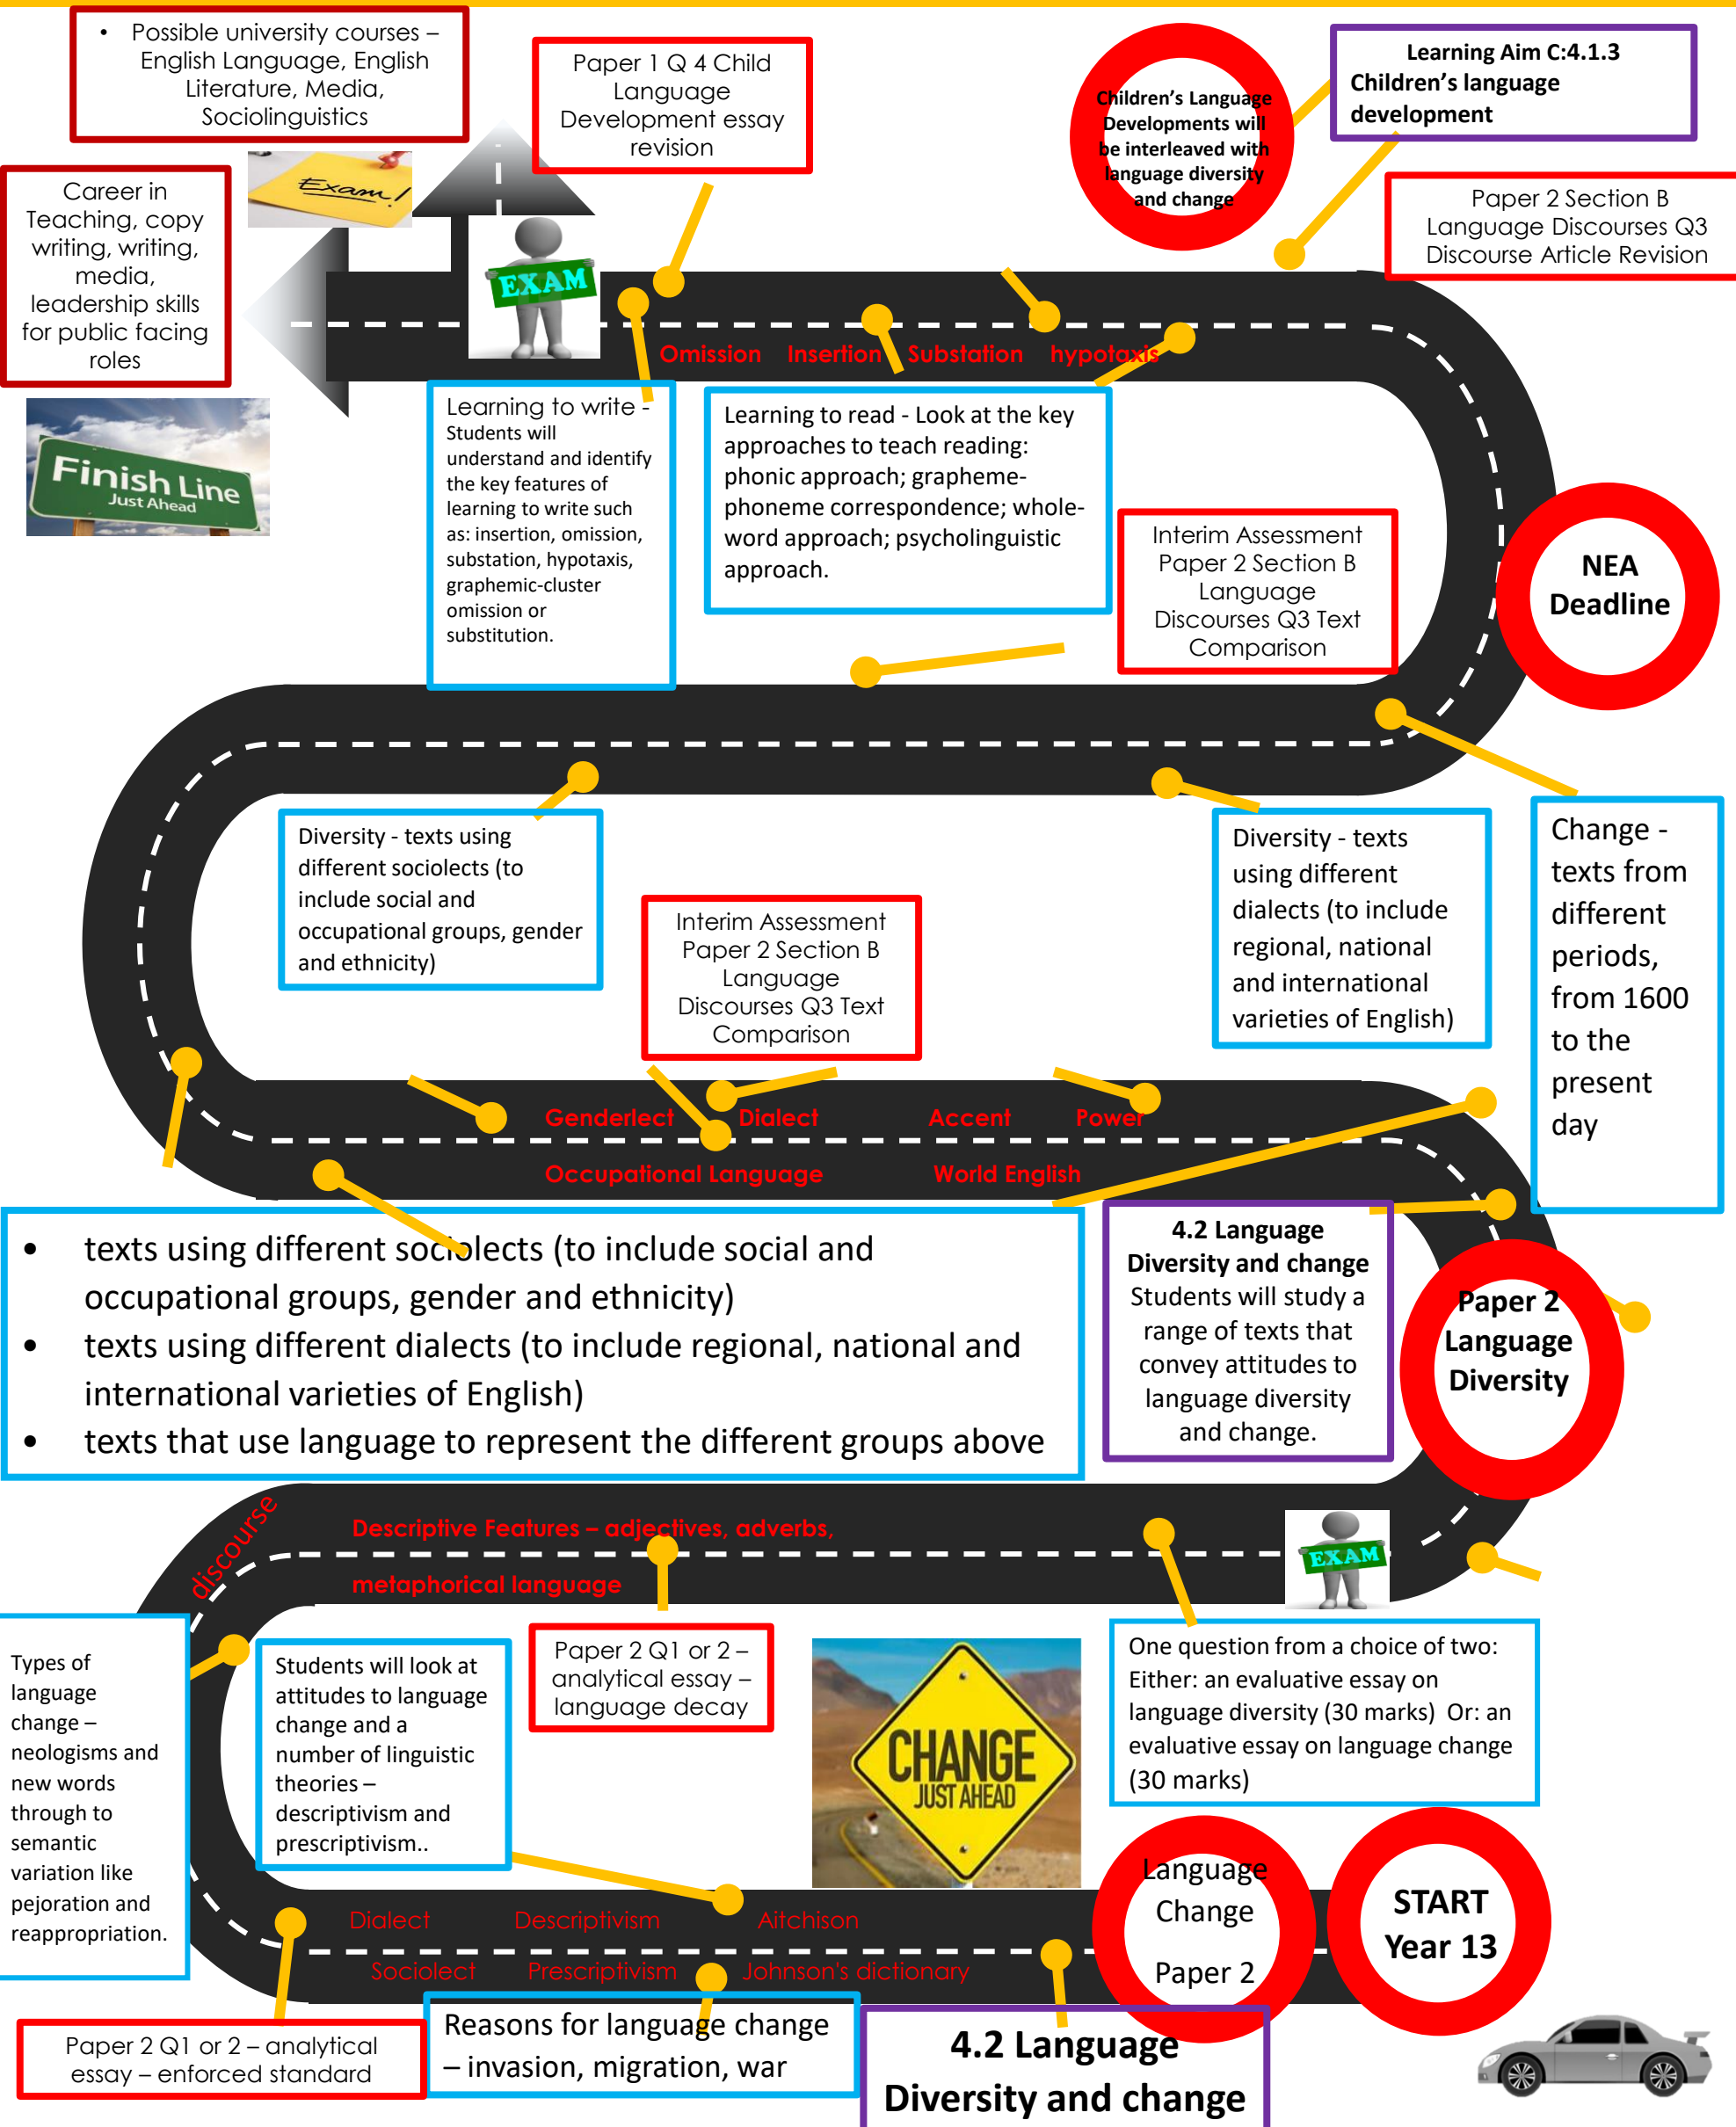 • Possible university courses –
English Language, English
Literature, Media,
Sociolinguistics
Paper 1 Q 4 Child
Language
Development essay
revision
Children's Language
Developments will
be interleaved with
language diversity
and change
Learning Aim C:4.1.3
Children's language
development
Career in
Teaching, copy
writing, writing,
media,
leadership skills
for public facing
roles
Exam!
Paper 2 Section B
Language Discourses Q3
Discourse Article Revision
EXAM
Omission Insertion Substation hypotaxis
Finish Line
Just Ahead
Learning to write -
Students will
understand and identify
the key features of
learning to write such
as: insertion, omission,
substation, hypotaxis,
graphemic-cluster
omission or
substitution.
Learning to read - Look at the key
approaches to teach reading:
phonic approach; grapheme-
phoneme correspondence; whole-
word approach; psycholinguistic
approach.
Interim Assessment
Paper 2 Section B
Language
Discourses Q3 Text
Comparison
NEA
Deadline
Diversity - texts using
different sociolects (to
include social and
occupational groups, gender
and ethnicity)
Diversity - texts
using different
dialects (to include
regional, national
and international
varieties of English)
Change -
texts from
different
periods,
from 1600
to the
present
day
Interim Assessment
Paper 2 Section B
Language
Discourses Q3 Text
Comparison
Genderlect Dialect Accent Power
Occupational Language World English
• texts using different sociolects (to include social and
occupational groups, gender and ethnicity)
• texts using different dialects (to include regional, national and
international varieties of English)
• texts that use language to represent the different groups above
4.2 Language
Diversity and change
Students will study a
range of texts that
convey attitudes to
language diversity
and change.
Paper 2
Language
Diversity
discourse
Descriptive Features – adjectives, adverbs,
metaphorical language
EXAM
Types of
language
change –
neologisms and
new words
through to
semantic
variation like
pejoration and
reappropriation.
Students will look at
attitudes to language
change and a
number of linguistic
theories –
descriptivism and
prescriptivism..
Paper 2 Q1 or 2 –
analytical essay –
language decay
CHANGE
JUST AHEAD
One question from a choice of two:
Either: an evaluative essay on
language diversity (30 marks) Or: an
evaluative essay on language change
(30 marks)
Language
Change
Paper 2
START
Year 13
Dialect Descriptivism Aitchison
Sociolect Prescriptivism Johnson's dictionary
Paper 2 Q1 or 2 – analytical
essay – enforced standard
Reasons for language change
– invasion, migration, war
4.2 Language
Diversity and change